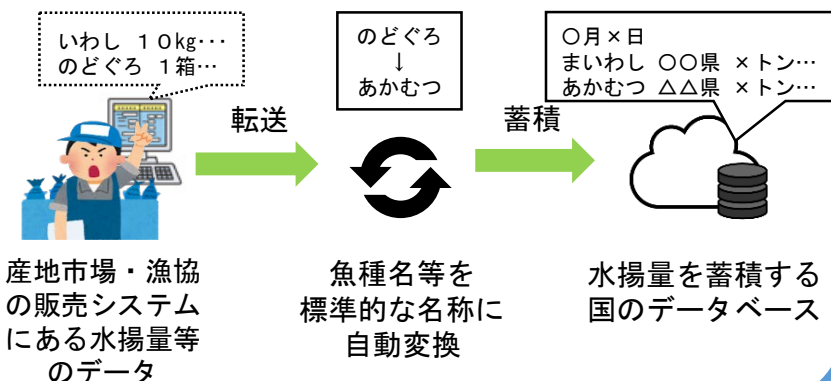 いわし １０kg･･･
のどぐろ １箱…
のどぐろ
↓
あかむつ
〇月×日
まいわし 〇〇県 ×トン…
あかむつ △△県 ×トン…
転送
蓄積
産地市場・漁協
の販売システム
にある水揚量等
のデータ
魚種名等を
標準的な名称に
自動変換
水揚量を蓄積する
国のデータベース